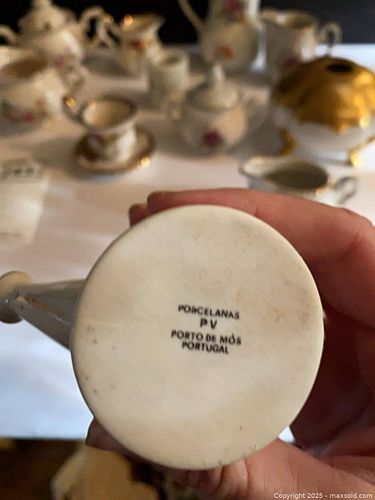 PORCELANAS
PV
PORTO DE MÓS
PORTUGAL
Copyright 2025 - maxsold.com